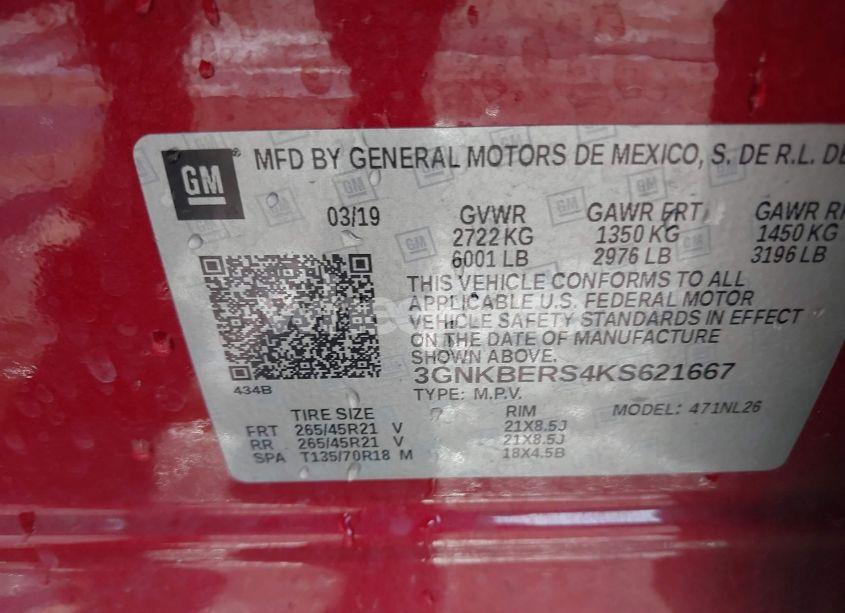 GM
MFD BY GENERAL MOTORS DE MEXICO, S. DE R.L. DE
03/19 GVWR GAWR FRT GAWR
2722 KG 1350 KG 1450 KG
6001 LB 2976 LB 3196 LB
THIS VEHICLE CONFORMS TO ALL
APPLICABLE U.S. FEDERAL MOTOR
VEHICLE SAFETY STANDARDS IN EFFECT
ON THE DATE OF MANUFACTURE
SHOWN ABOVE.
3GNKBERS4KS621667
434B
TYPE: M.P.V.
TIRE SIZE RIM MODEL: 471NL26
FRT 265/45R21 V 21X8.5J
RR 265/45R21 V 21X8.5J
SPA T135/70R18 M 18X4.5B